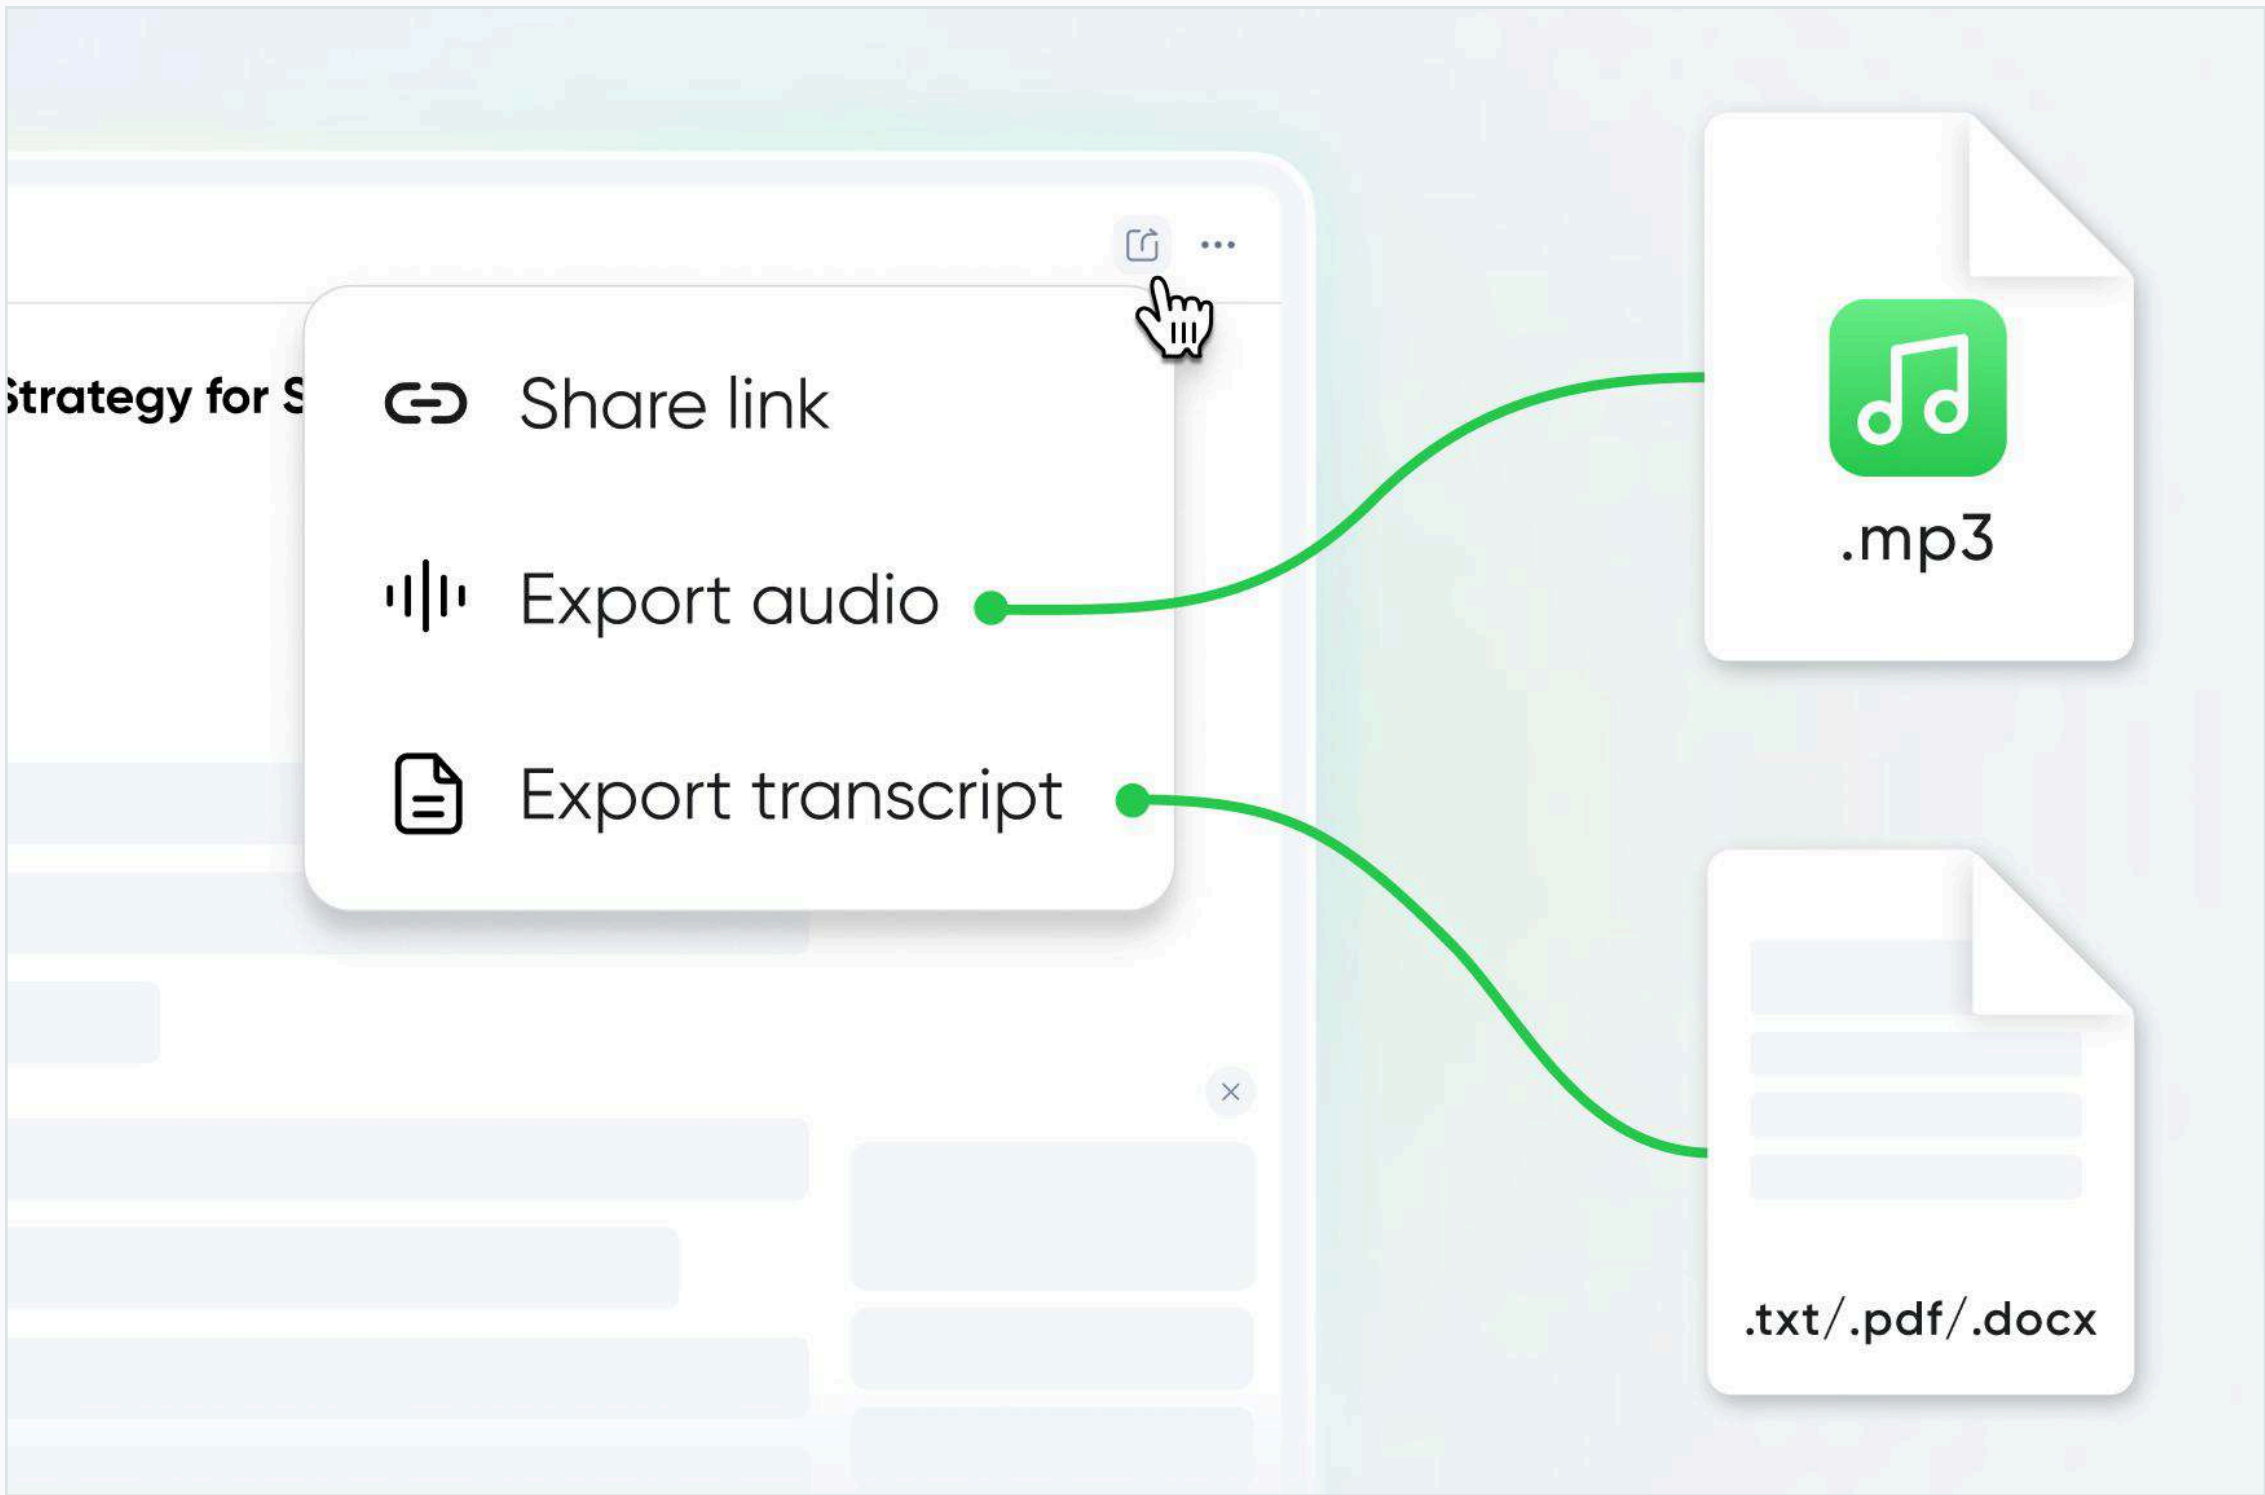 Strategy for S
Share link
Export audio
Export transcript
.mp3
.txt/.pdf/.docx